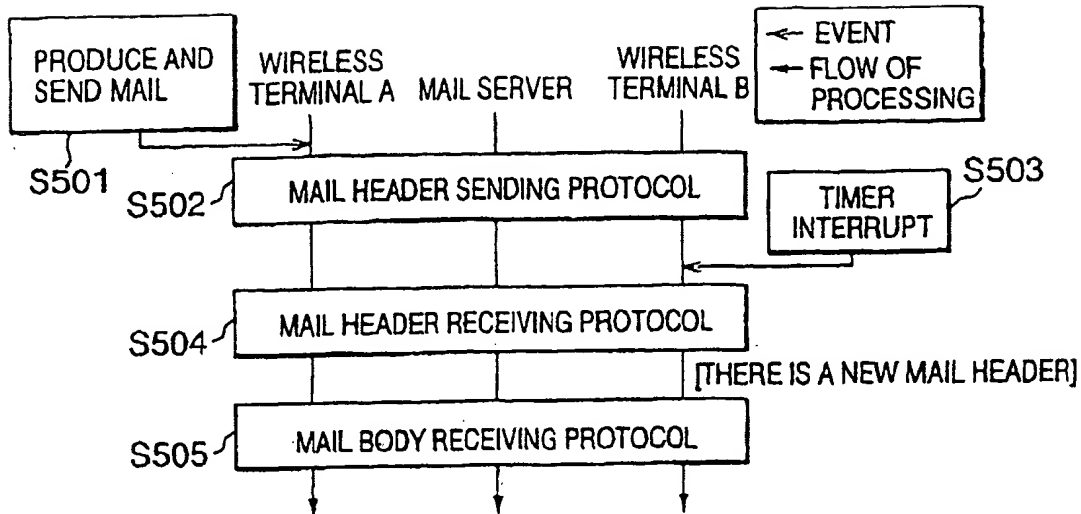 PRODUCE AND
SEND MAIL
WIRELESS
TERMINAL A
MAIL SERVER
WIRELESS
TERMINAL B
EVENT
FLOW OF
PROCESSING
S501
S502
MAIL HEADER SENDING PROTOCOL
S503
TIMER
INTERRUPT
S504
MAIL HEADER RECEIVING PROTOCOL
[THERE IS A NEW MAIL HEADER]
S505
MAIL BODY RECEIVING PROTOCOL